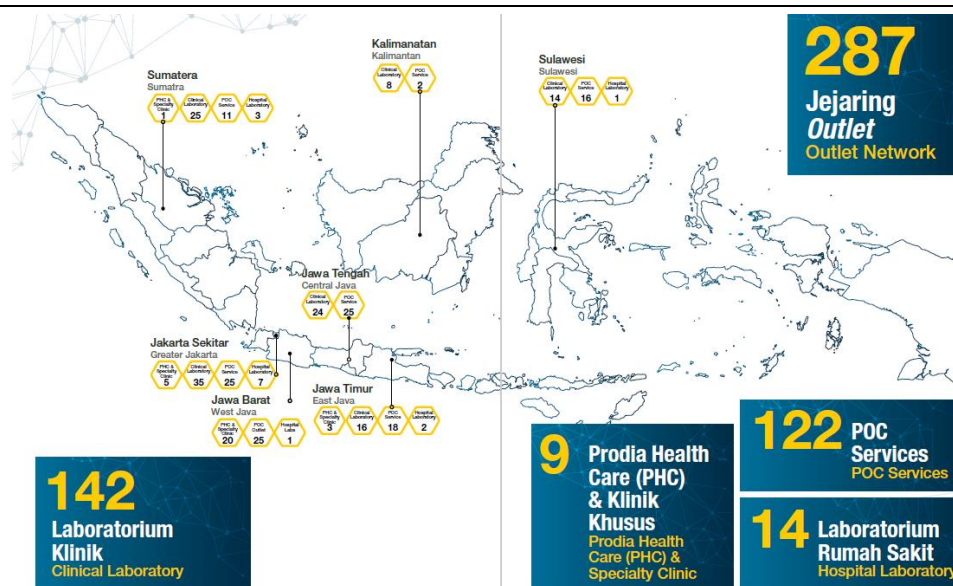 Sumatera
Sumatra
PHC &
Specialty
Clinic
1
Clinical
Laboratory
25
POC
Service
11
Hospital
Laboratory
3
Kalimanatan
Kalimantan
Clinical
Laboratory
8
POC
Service
2
Sulawesi
Sulawesi
Clinical
Laboratory
14
POC
Service
16
Hospital
Laboratory
1
287
Jejaring
Outlet
Outlet Network
Jawa Tengah
Central Java
Clinical
Laboratory
24
POC
Service
25
Jakarta Sekitar
Greater Jakarta
PHC &
Specialty
Clinic
5
Clinical
Laboratory
35
POC
Service
25
Hospital
Laboratory
7
Jawa Barat
West Java
PHC &
Specialty
Clinic
20
POC
Outlet
25
Hospital
Labs
1
Jawa Timur
East Java
PHC &
Specialty
Clinic
3
Clinical
Laboratory
16
POC
Service
18
Hospital
Laboratory
2
142
Laboratorium
Klinik
Clinical Laboratory
9
Prodia Health
Care (PHC)
& Klinik
Khusus
Prodia Health
Care (PHC) &
Specialty Clinic
122
POC
Services
POC Services
14
Laboratorium
Rumah Sakit
Hospital Laboratory